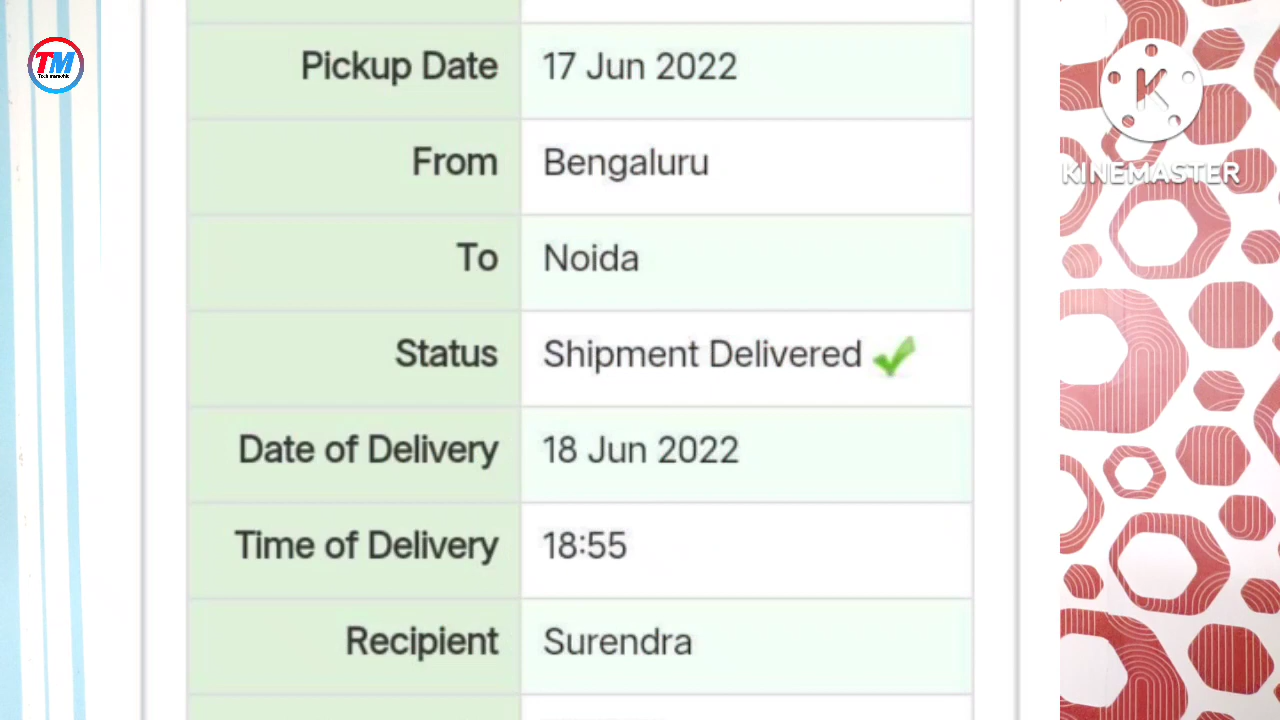 TM
Pickup Date 17 Jun 2022
KINEMASTER
From Bengaluru
To Noida
Status Shipment Delivered
Date of Delivery 18 Jun 2022
Time of Delivery 18:55
Recipient Surendra